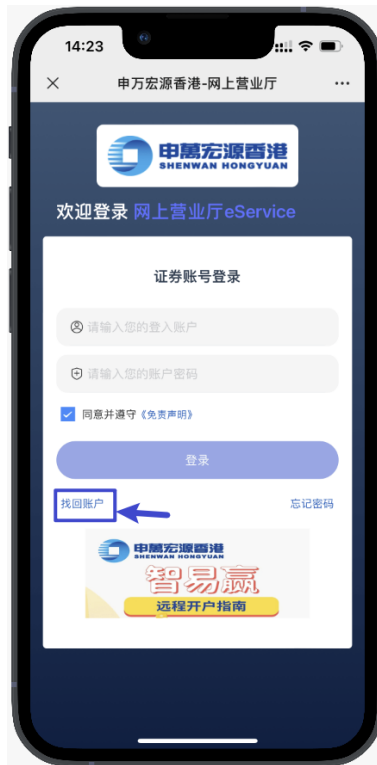 14:23
申万宏源香港-网上营业厅
申萬宏源香港
SHENWAN HONGYUAN
欢迎登录 网上营业厅eService
证券账号登录
请输入您的登入账户
请输入您的账户密码
同意并遵守《免责声明》
登录
找回账户 忘记密码
申萬宏源香港
SHENWAN HONGYUAN
智易赢
远程开户指南